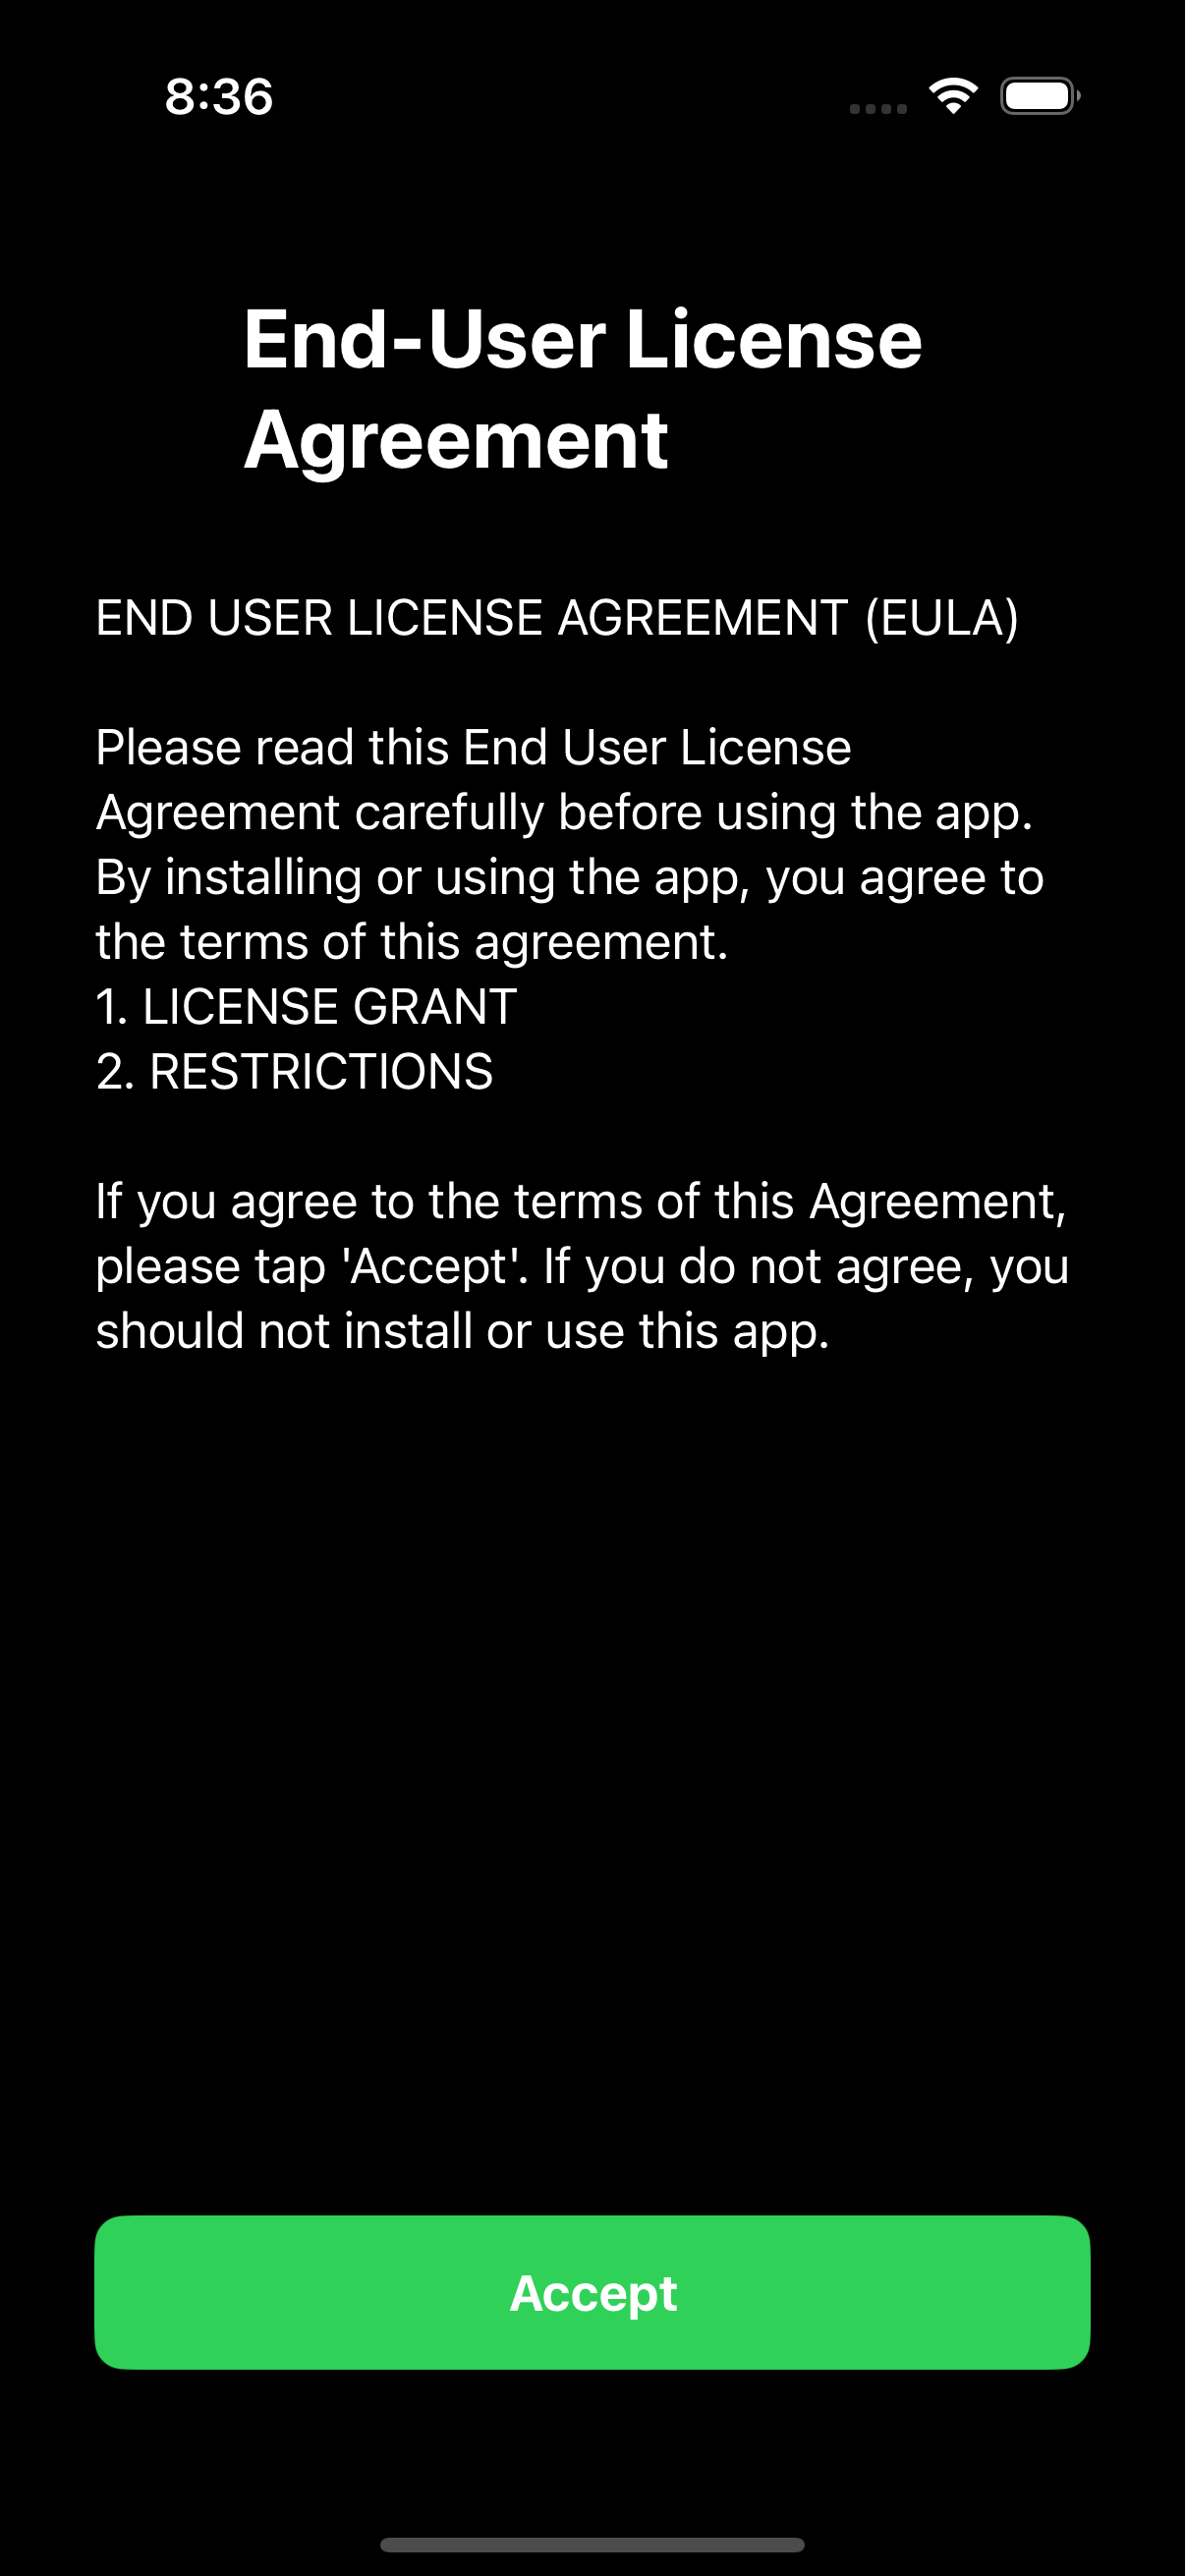 8:36
End-User License
Agreement
END USER LICENSE AGREEMENT (EULA)
Please read this End User License
Agreement carefully before using the app.
By installing or using the app, you agree to
the terms of this agreement.
1. LICENSE GRANT
2. RESTRICTIONS
If you agree to the terms of this Agreement,
please tap 'Accept'. If you do not agree, you
should not install or use this app.
Accept